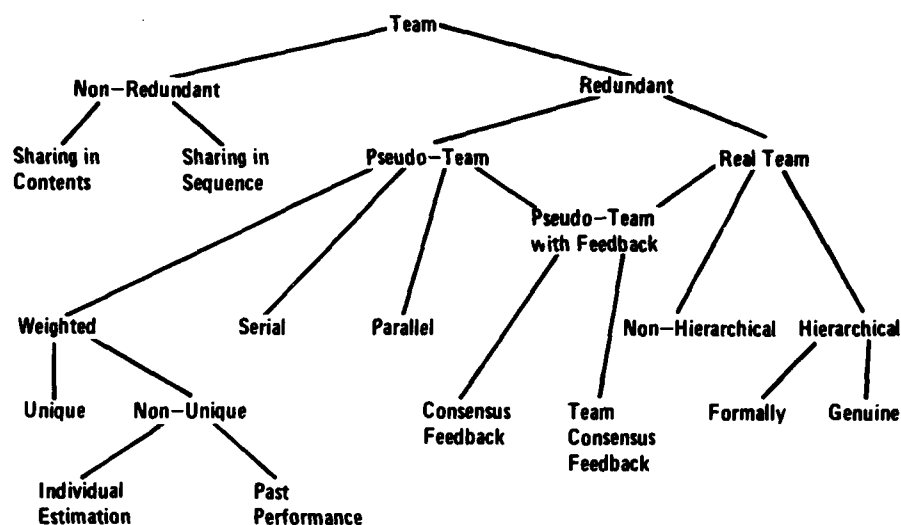 Team
Non-Redundant
Redundant
Sharing in
Contents
Sharing in
Sequence
Pseudo-Team
Real Team
Pseudo-Team
with Feedback
Weighted
Serial
Parallel
Non-Hierarchical
Hierarchical
Unique
Non-Unique
Consensus
Feedback
Team
Consensus
Feedback
Formally
Genuine
Individual
Estimation
Past
Performance